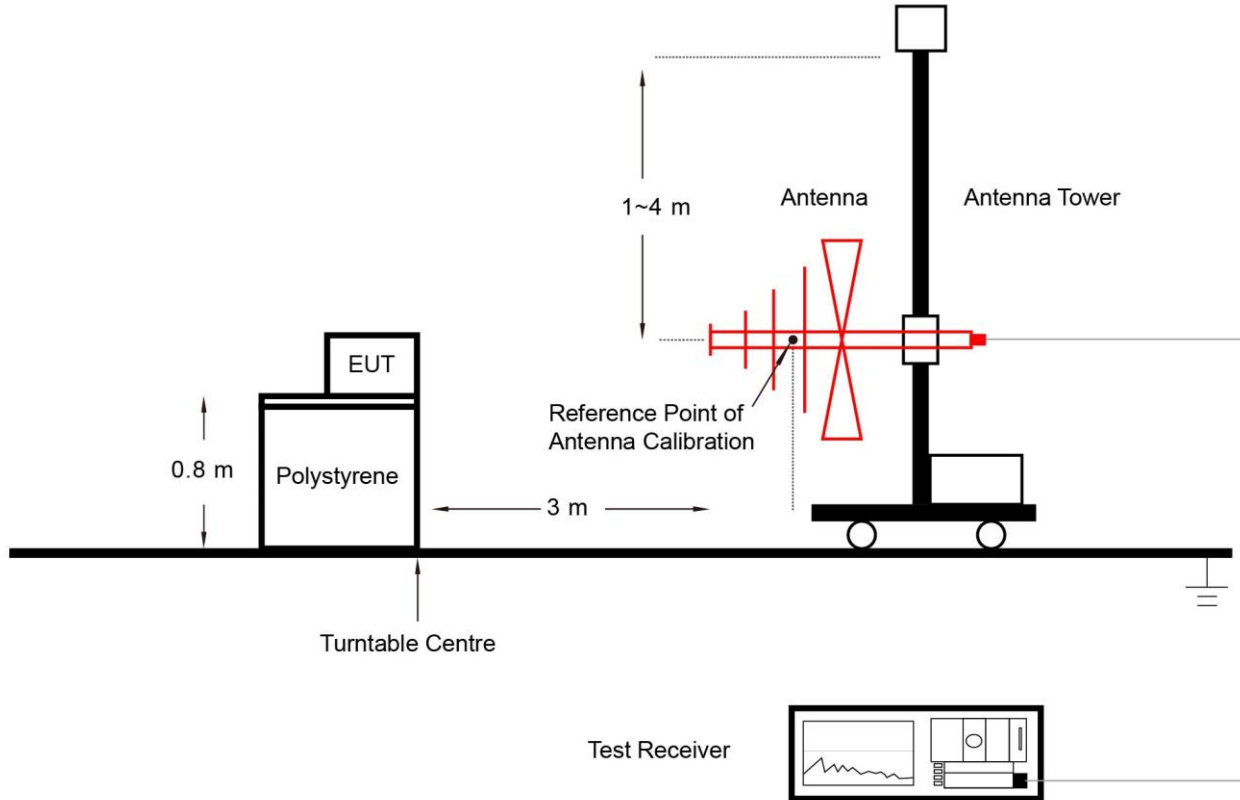 1~4 m
Antenna
Antenna Tower
EUT
Reference Point of
Antenna Calibration
0.8 m
Polystyrene
3 m
Turntable Centre
Test Receiver